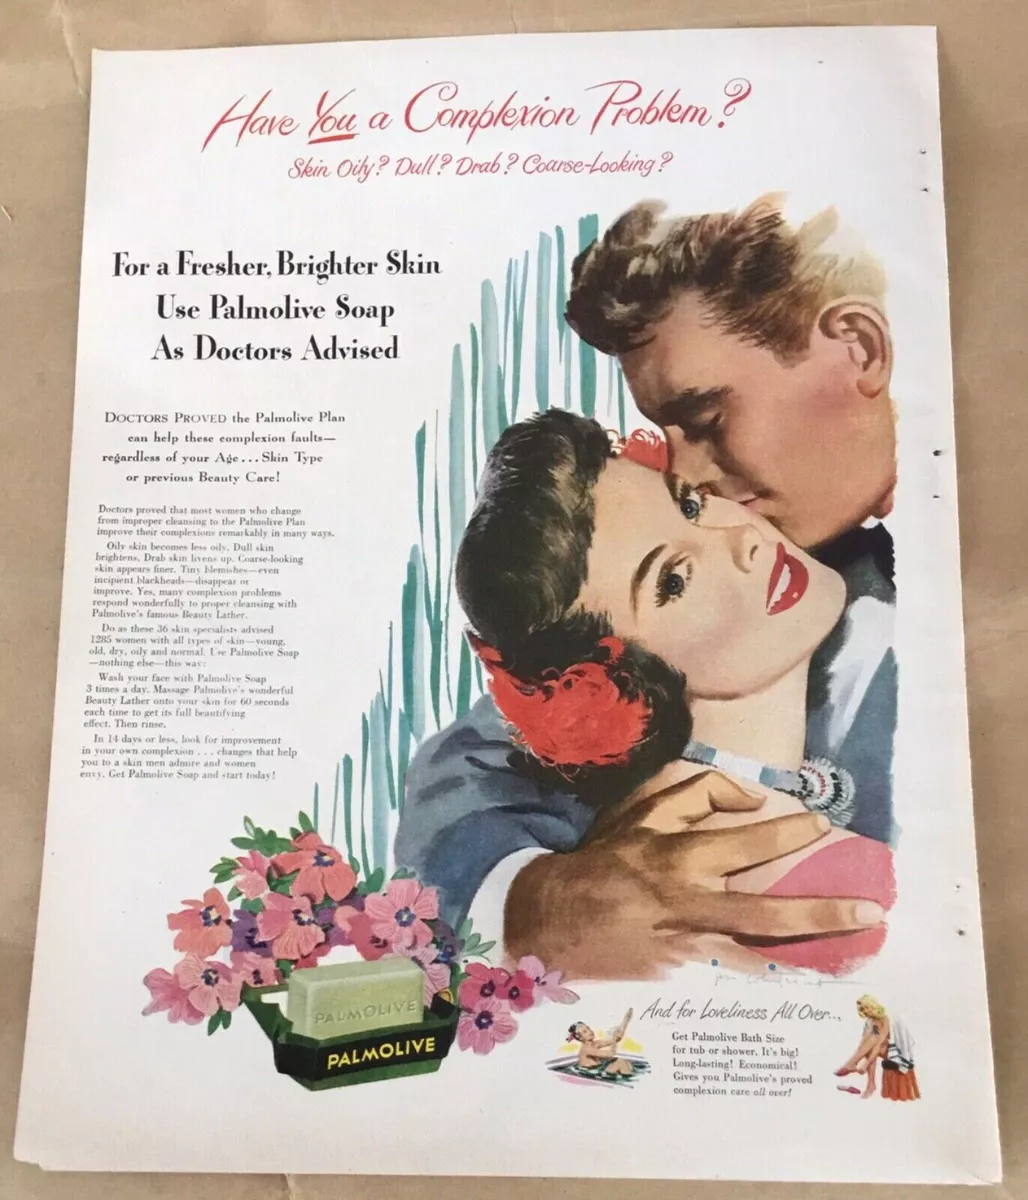 Have You a Complexion Problem?
Skin Oily? Dull? Drab? Coarse-Looking?
For a Fresher, Brighter Skin
Use Palmolive Soap
As Doctors Advised
DOCTORS PROVED the Palmolive Plan
can help these complexion faults—
regardless of your Age...Skin Type
or previous Beauty Care!
Doctors proved that most women who change
from improper cleansing to the Palmolive Plan
improve their complexions remarkably in many ways.
Oily skin becomes less oily. Dull skin
brightens. Drab skin livens up. Coarse-looking
skin appears finer. Tiny blemishes—even
incipient blackheads—disappear or
improve. Yes, many complexion problems
respond wonderfully to proper cleansing with
Palmolive's famous Beauty Lather.
Do as these 36 skin specialists advised
1285 women with all types of skin—young,
old, dry, oily and normal. Use Palmolive Soap
—nothing else—this way:
Wash your face with Palmolive Soap
3 times a day. Massage Palmolive's wonderful
Beauty Lather onto your skin for 60 seconds
each time to get its full beautifying
effect. Then rinse.
In 14 days or less, look for improvement
in your own complexion . . . changes that help
you to a skin men admire and women
envy. Get Palmolive Soap and start today!
PALMOLIVE
PALMOLIVE
And for Loveliness All Over...
Get Palmolive Bath Size
for tub or shower. It's big!
Long-lasting! Economical!
Gives you Palmolive's proved
complexion care all over!